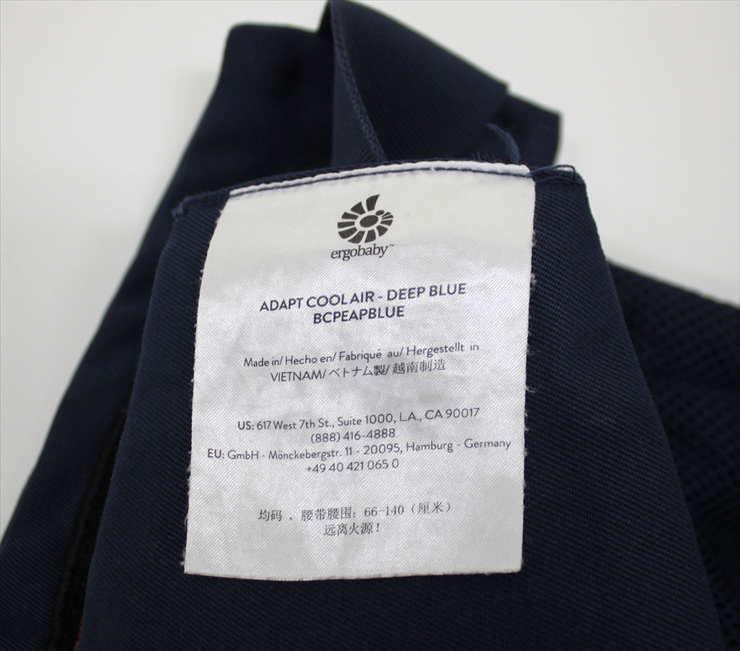 ergobaby™
ADAPT COOL AIR - DEEP BLUE
BCPEAPBLUE
Made in/ Hecho en/ Fabriqué au/ Hergestellt in
VIETNAM/ ベトナム製/ 越南制造
US: 617 West 7th St., Suite 1000, L.A., CA 90017
(888) 416-4888
EU: GmbH - Mönckebergstr. 11 - 20095, Hamburg - Germany
+49 40 421 065 0
均码，腰带腰围：66-140（厘米）
远离火源！